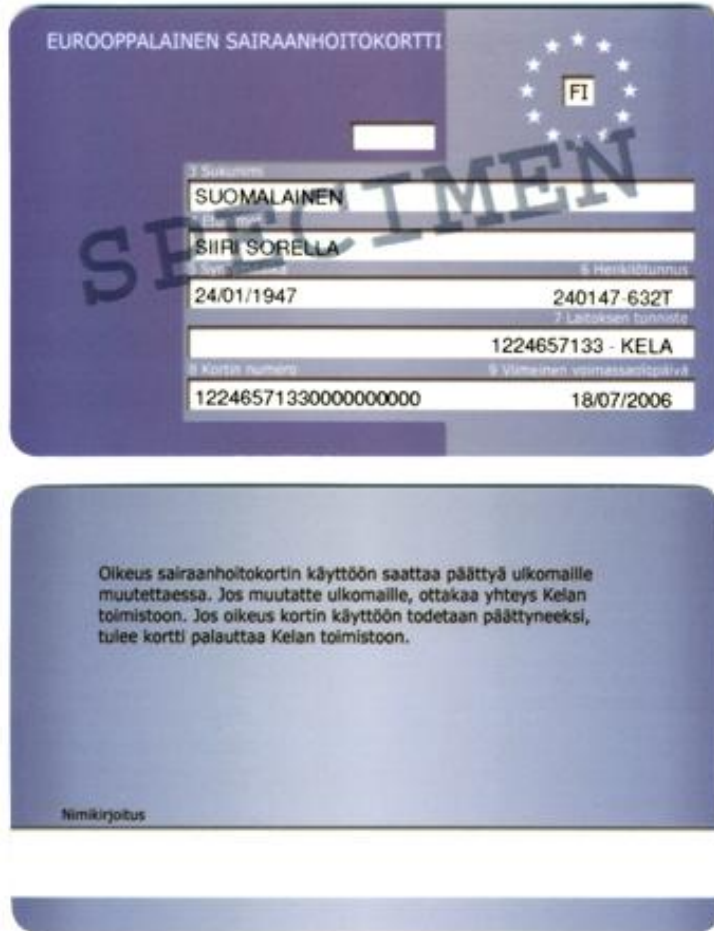 EUROOPPALAINEN SAIRAANHOITOKORTTI
FI
SPECIMEN
3 Sukunimi
SUOMALAINEN
SIIRI SORELLA
6 Henkilötunnus
24/01/1947 240147-632T
7 Laitoksen tunniste
1224657133 - KELA
8 Kortin numero 9 Viimeinen voimassaolopäivä
12246571330000000000 18/07/2006
Oikeus sairaanhoitokortin käyttöön saattaa päättyä ulkomaille
muutettaessa. Jos muutatte ulkomaille, ottakaa yhteys Kelan
toimistoon. Jos oikeus kortin käyttöön todetaan päättyneeksi,
tulee kortti palauttaa Kelan toimistoon.
Nimikirjoitus